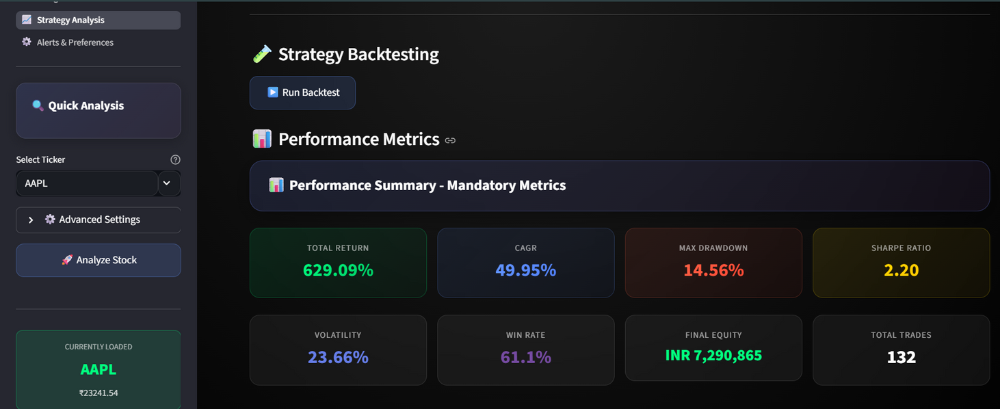 Strategy Analysis
Alerts & Preferences
Quick Analysis
Select Ticker
AAPL
Advanced Settings
Analyze Stock
CURRENTLY LOADED
AAPL
₹23241.54
Strategy Backtesting
Run Backtest
Performance Metrics
Performance Summary - Mandatory Metrics
TOTAL RETURN
629.09%
CAGR
49.95%
MAX DRAWDOWN
14.56%
SHARPE RATIO
2.20
VOLATILITY
23.66%
WIN RATE
61.1%
FINAL EQUITY
INR 7,290,865
TOTAL TRADES
132